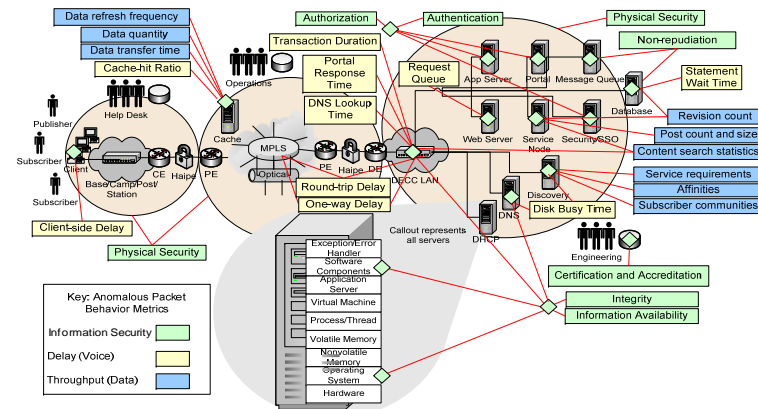 Data refresh frequency
Data quantity
Data transfer time
Cache-hit Ratio
Authorization
Authentication
Physical Security
Transaction Duration
Non-repudiation
Operations
Portal
Response
Time
Request
Queue
App Server
Portal
Message Queue
Statement
Wait Time
Help Desk
DNS Lookup
Time
Database
Publisher
Revision count
Cache
Web Server
Service
Node
Security/SSO
Post count and size
Subscriber
Client
MPLS
Content search statistics
CE
Haipe
PE
PE
Haipe
DE
DECC LAN
Base/Camp/Post/
Station
Optical
Discovery
Service requirements
Subscriber
Round-trip Delay
Affinities
One-way Delay
DNS
Disk Busy Time
Subscriber communities
Client-side Delay
Callout represents
all servers
DHCP
Physical Security
Engineering
Exception/Error
Handler
Software
Components
Application
Server
Virtual Machine
Process/Thread
Volatile Memory
Nonvolatile
Memory
Operating
System
Hardware
Certification and Accreditation
Integrity
Information Availability
Key: Anomalous Packet
Behavior Metrics
Information Security
Delay (Voice)
Throughput (Data)